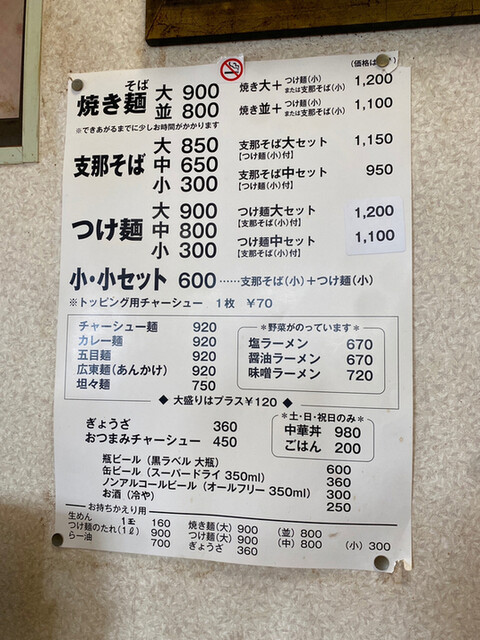 (価格は
そば
焼き麺 大 900 焼き大＋つけ麺(小)または支那そば(小) 1,200
並 800 焼き並＋つけ麺(小)または支那そば(小) 1,100
※できあがるまでに少しお時間がかかります
支那そば 大 850 支那そば大セット 1,150
【つけ麺(小)付】
中 650 支那そば中セット 950
【つけ麺(小)付】
小 300
つけ麺 大 900 つけ麺大セット 1,200
【支那そば(小)付】
中 800 つけ麺中セット 1,100
【支那そば(小)付】
小 300
小・小セット 600 ……支那そば(小)＋つけ麺(小)
※トッピング用チャーシュー 1枚 ¥70
チャーシュー麺 920
カレー麺 920
五目麺 920
広東麺(あんかけ) 920
坦々麺 750
＊野菜がのっています＊
塩ラーメン 670
醤油ラーメン 670
味噌ラーメン 720
◆ 大盛りはプラス¥120 ◆
ぎょうざ 360
おつまみチャーシュー 450
＊土・日・祝日のみ＊
中華丼 980
ごはん 200
瓶ビール（黒ラベル 大瓶） 600
缶ビール（スーパードライ 350ml） 360
ノンアルコールビール（オールフリー 350ml） 300
お酒（冷や） 250
お持ちかえり用
生めん 1玉 160 焼き麺(大) 900 (並) 800
つけ麺のたれ(1ℓ) 900 つけ麺(大) 900 (中) 800 (小) 300
らー油 700 ぎょうざ 360